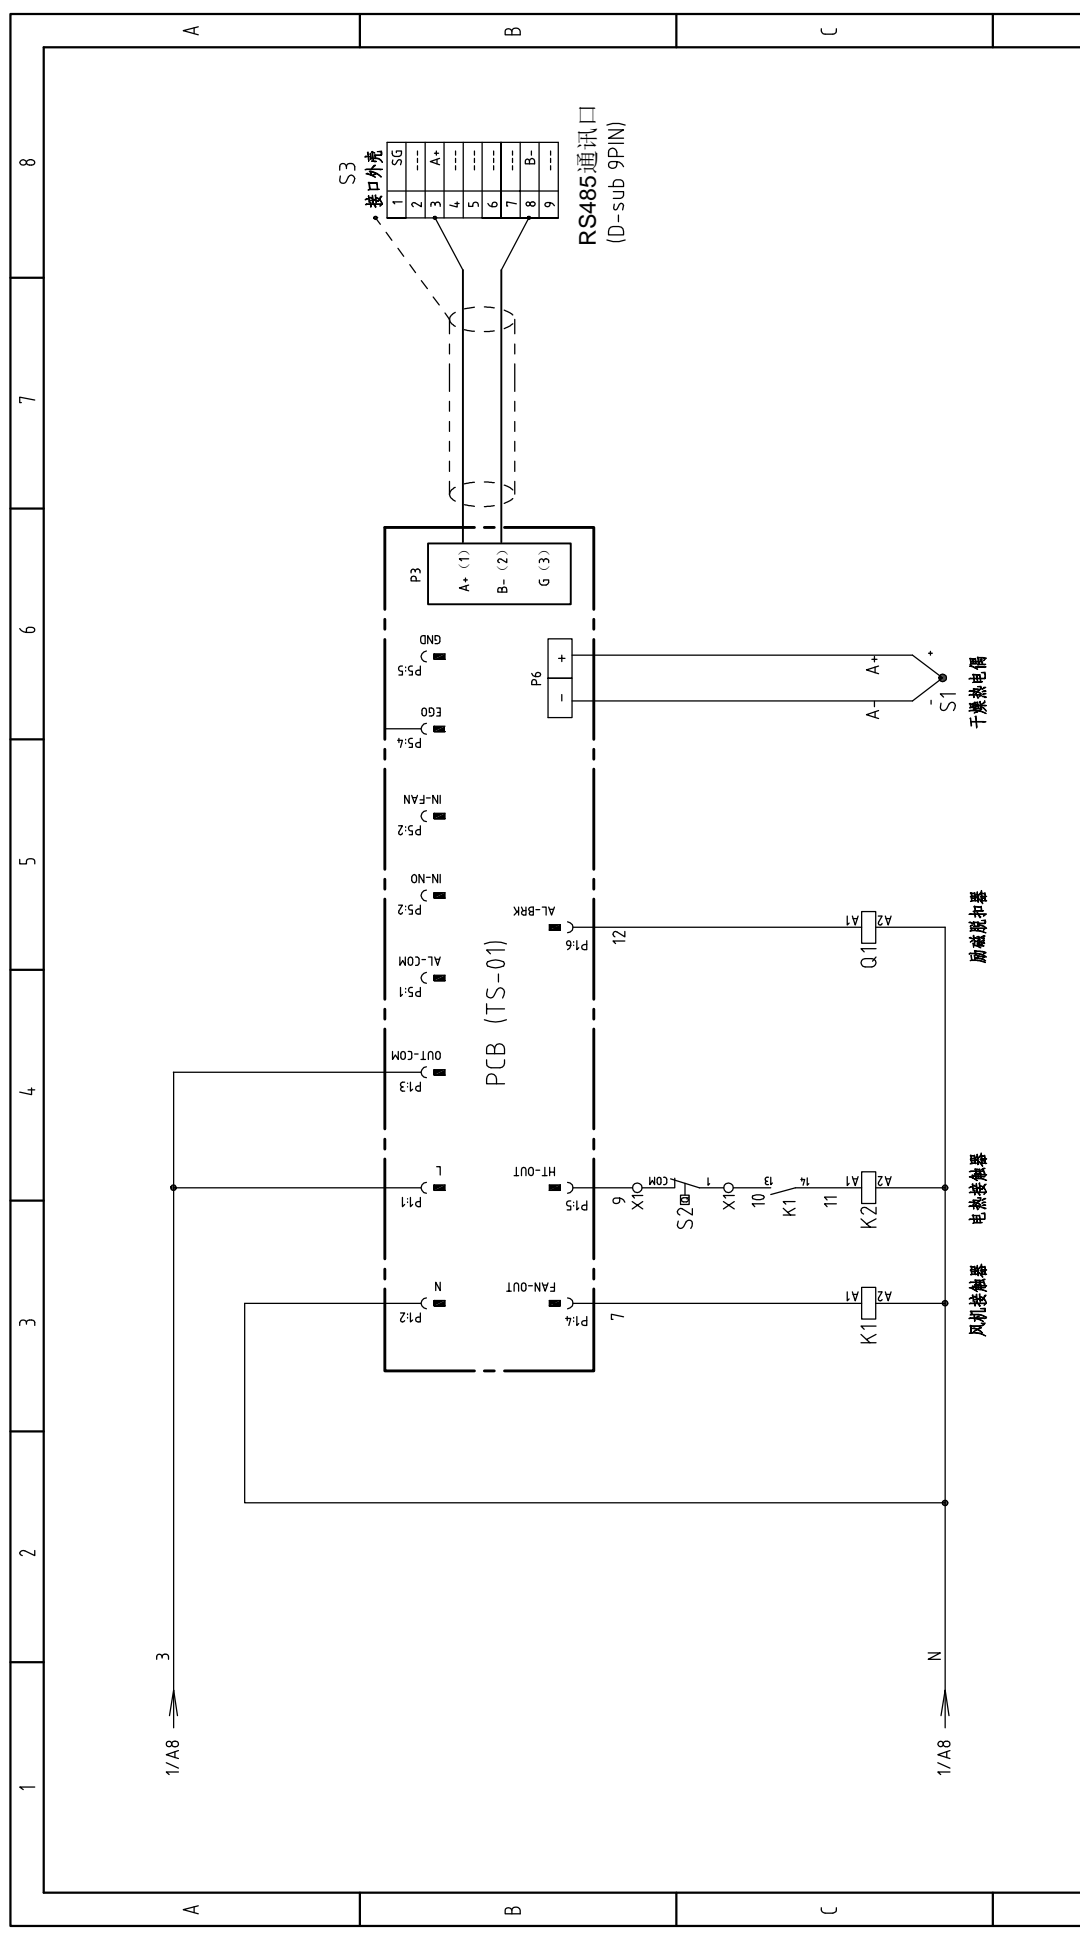 A
B
C
8
7
6
5
4
3
2
1
S3
接口外壳
1 SG
2 ---
3 A+
4 ---
5 ---
6 ---
7 ---
8 B-
9 ---
RS485通讯口
(D-sub 9PIN)
P3
A+ (1)
B- (2)
G (3)
GND
P5:5
EGO
P5:4
IN-FAN
P5:2
IN-NO
P5:2
AL-COM
P5:1
OUT-COM
P1:3
L
P1:1
N
P1:2
PCB (TS-01)
P6
+
-
AL-BRK
P1:6
HT-OUT
P1:5
FAN-OUT
P1:4
A+
A-
+
-
S1
干燥热电偶
12
A1
A2
Q1
励磁脱扣器
9
X1
COM
S2
1
X1
10
13
14
K1
11
A1
A2
K2
电热接触器
7
A1
A2
K1
风机接触器
3
1/A8
N
1/A8
A
B
C